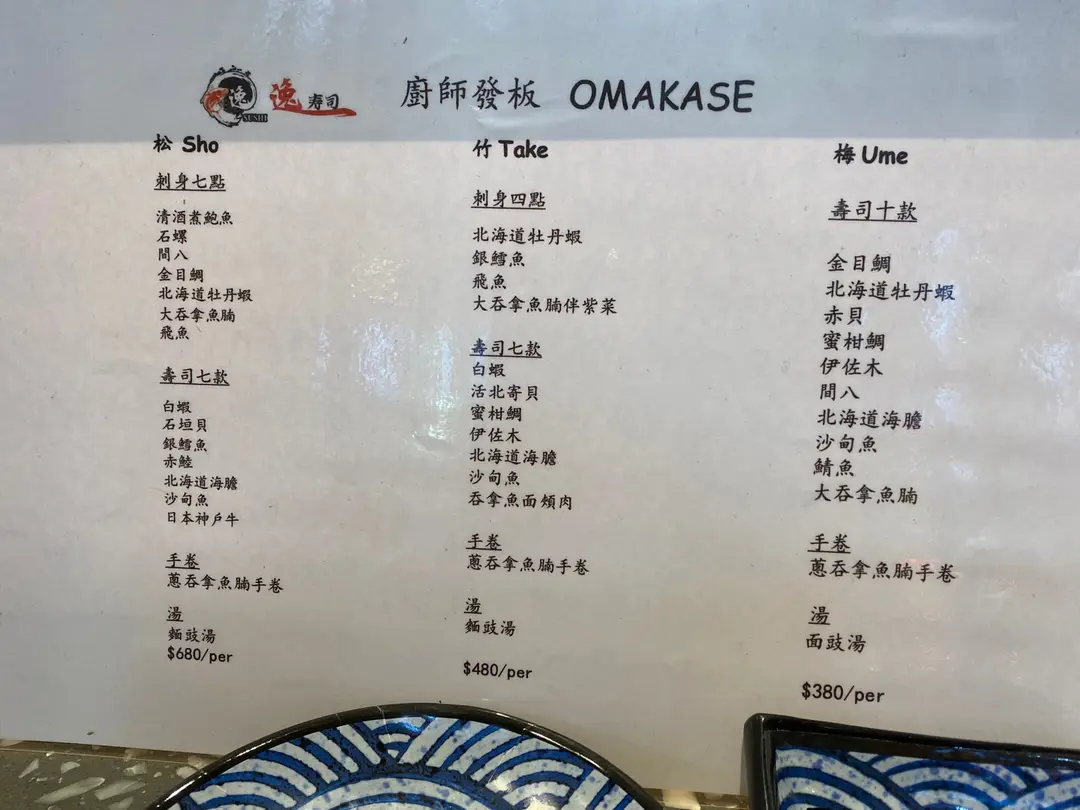 逸 SUSHI 逸 寿司 廚師發板 OMAKASE
松 Sho
刺身七點
清酒煮鮑魚
石螺
間八
金目鯛
北海道牡丹蝦
大吞拿魚腩
飛魚
壽司七款
白蝦
石垣貝
銀鱈魚
赤鯥
北海道海膽
沙甸魚
日本神戶牛
手卷
蔥吞拿魚腩手卷
湯
麵豉湯
$680/per
竹 Take
刺身四點
北海道牡丹蝦
銀鱈魚
飛魚
大吞拿魚腩伴紫菜
壽司七款
白蝦
活北寄貝
蜜柑鯛
伊佐木
北海道海膽
沙甸魚
吞拿魚面頰肉
手卷
蔥吞拿魚腩手卷
湯
麵豉湯
$480/per
梅 Ume
壽司十款
金目鯛
北海道牡丹蝦
赤貝
蜜柑鯛
伊佐木
間八
北海道海膽
沙甸魚
鯖魚
大吞拿魚腩
手卷
蔥吞拿魚腩手卷
湯
面豉湯
$380/per